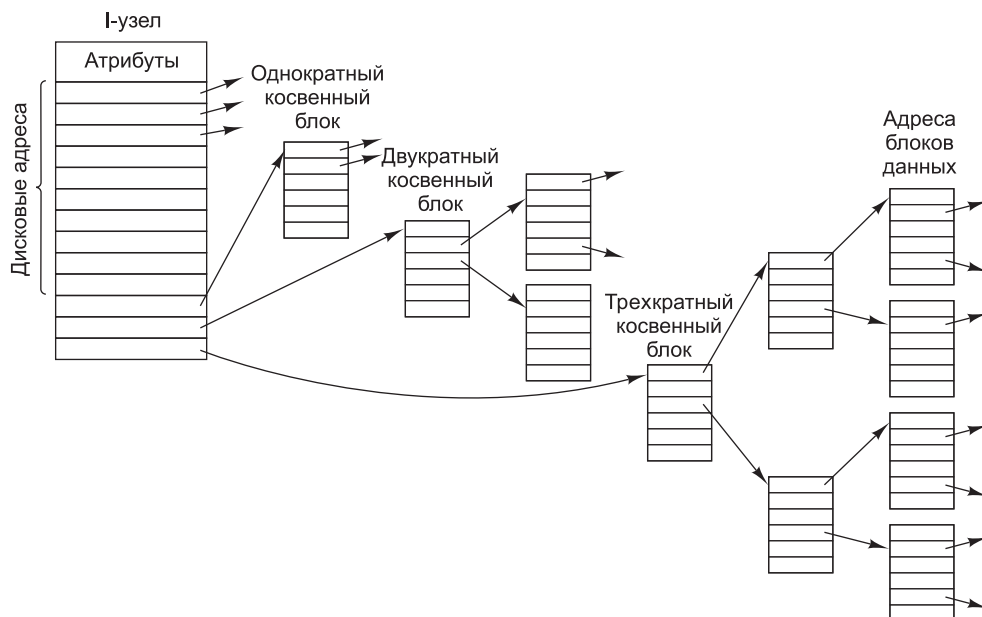 I-узел
Атрибуты
Дисковые адреса
Однократный
косвенный
блок
Двукратный
косвенный
блок
Трехкратный
косвенный
блок
Адреса
блоков
данных